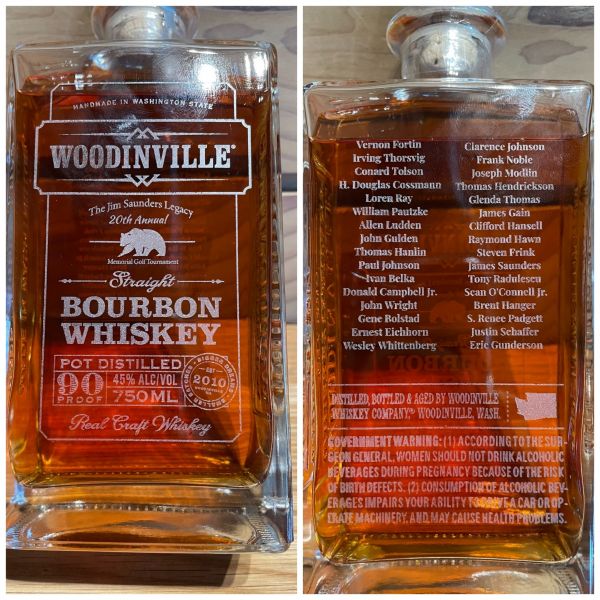 HANDMADE IN WASHINGTON STATE
WOODINVILLE®
W
The Jim Saunders Legacy
20th Annual
Memorial Golf Tournament
Straight
BOURBON
WHISKEY
POT DISTILLED
90
PROOF
45% ALC/VOL
750ML
EST
2010
Real Craft Whiskey
Vernon Fortin
Irving Thorsvig
Conard Tolson
H. Douglas Cossmann
Loren Ray
William Pautzke
Allen Ludden
John Gulden
Thomas Hanlin
Paul Johnson
Ivan Belka
Donald Campbell Jr.
John Wright
Gene Bolstad
Ernest Eichhorn
Wesley Whittenberg
Clarence Johnson
Frank Noble
Joseph Modlin
Thomas Hendrickson
Glenda Thomas
James Gain
Clifford Hansell
Raymond Hawn
Steven Frink
James Saunders
Tony Radulescu
Sean O'Connell Jr.
Brent Hanger
S. Renee Padgett
Justin Schaffer
Eric Gunderson
DISTILLED, BOTTLED & AGED BY WOODINVILLE
WHISKEY COMPANY,® WOODINVILLE, WASH.
GOVERNMENT WARNING: (1) ACCORDING TO THE SUR-
GEON GENERAL, WOMEN SHOULD NOT DRINK ALCOHOLIC
BEVERAGES DURING PREGNANCY BECAUSE OF THE RISK
OF BIRTH DEFECTS. (2) CONSUMPTION OF ALCOHOLIC BEV-
ERAGES IMPAIRS YOUR ABILITY TO DRIVE A CAR OR OP-
ERATE MACHINERY, AND MAY CAUSE HEALTH PROBLEMS.